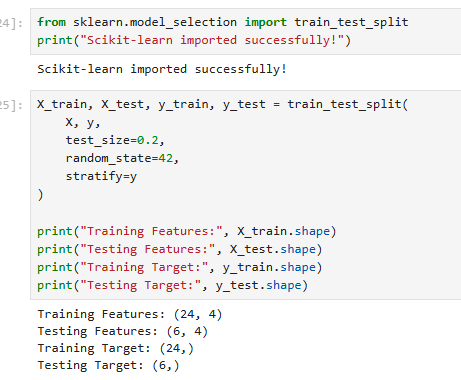 24]: from sklearn.model_selection import train_test_split
print("Scikit-learn imported successfully!")
Scikit-learn imported successfully!
25]: X_train, X_test, y_train, y_test = train_test_split(
    X, y,
    test_size=0.2,
    random_state=42,
    stratify=y
)
print("Training Features:", X_train.shape)
print("Testing Features:", X_test.shape)
print("Training Target:", y_train.shape)
print("Testing Target:", y_test.shape)
Training Features: (24, 4)
Testing Features: (6, 4)
Training Target: (24,)
Testing Target: (6,)